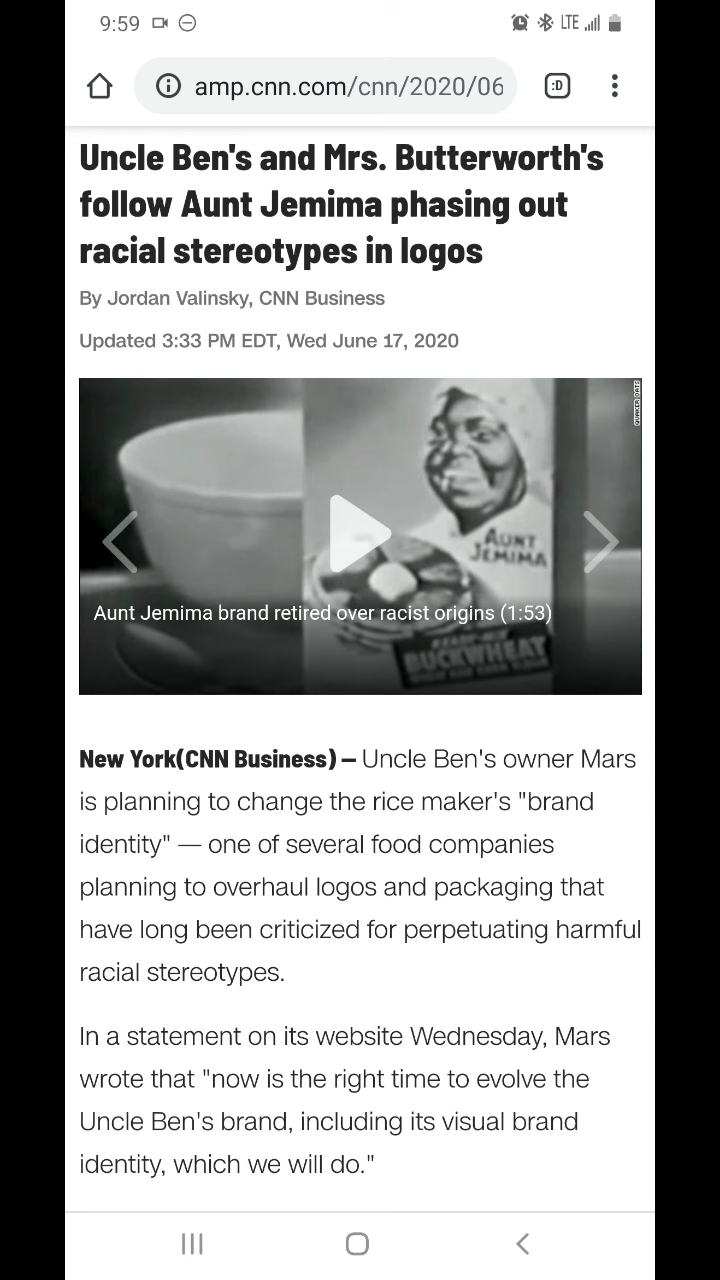 9:59
LTE
amp.cnn.com/cnn/2020/06
:D
Uncle Ben's and Mrs. Butterworth's
follow Aunt Jemima phasing out
racial stereotypes in logos
By Jordan Valinsky, CNN Business
Updated 3:33 PM EDT, Wed June 17, 2020
QUAKER OATS
AUNT
JEMIMA
Aunt Jemima brand retired over racist origins (1:53)
BUCKWHEAT
New York(CNN Business) — Uncle Ben's owner Mars
is planning to change the rice maker's "brand
identity" — one of several food companies
planning to overhaul logos and packaging that
have long been criticized for perpetuating harmful
racial stereotypes.
In a statement on its website Wednesday, Mars
wrote that "now is the right time to evolve the
Uncle Ben's brand, including its visual brand
identity, which we will do."